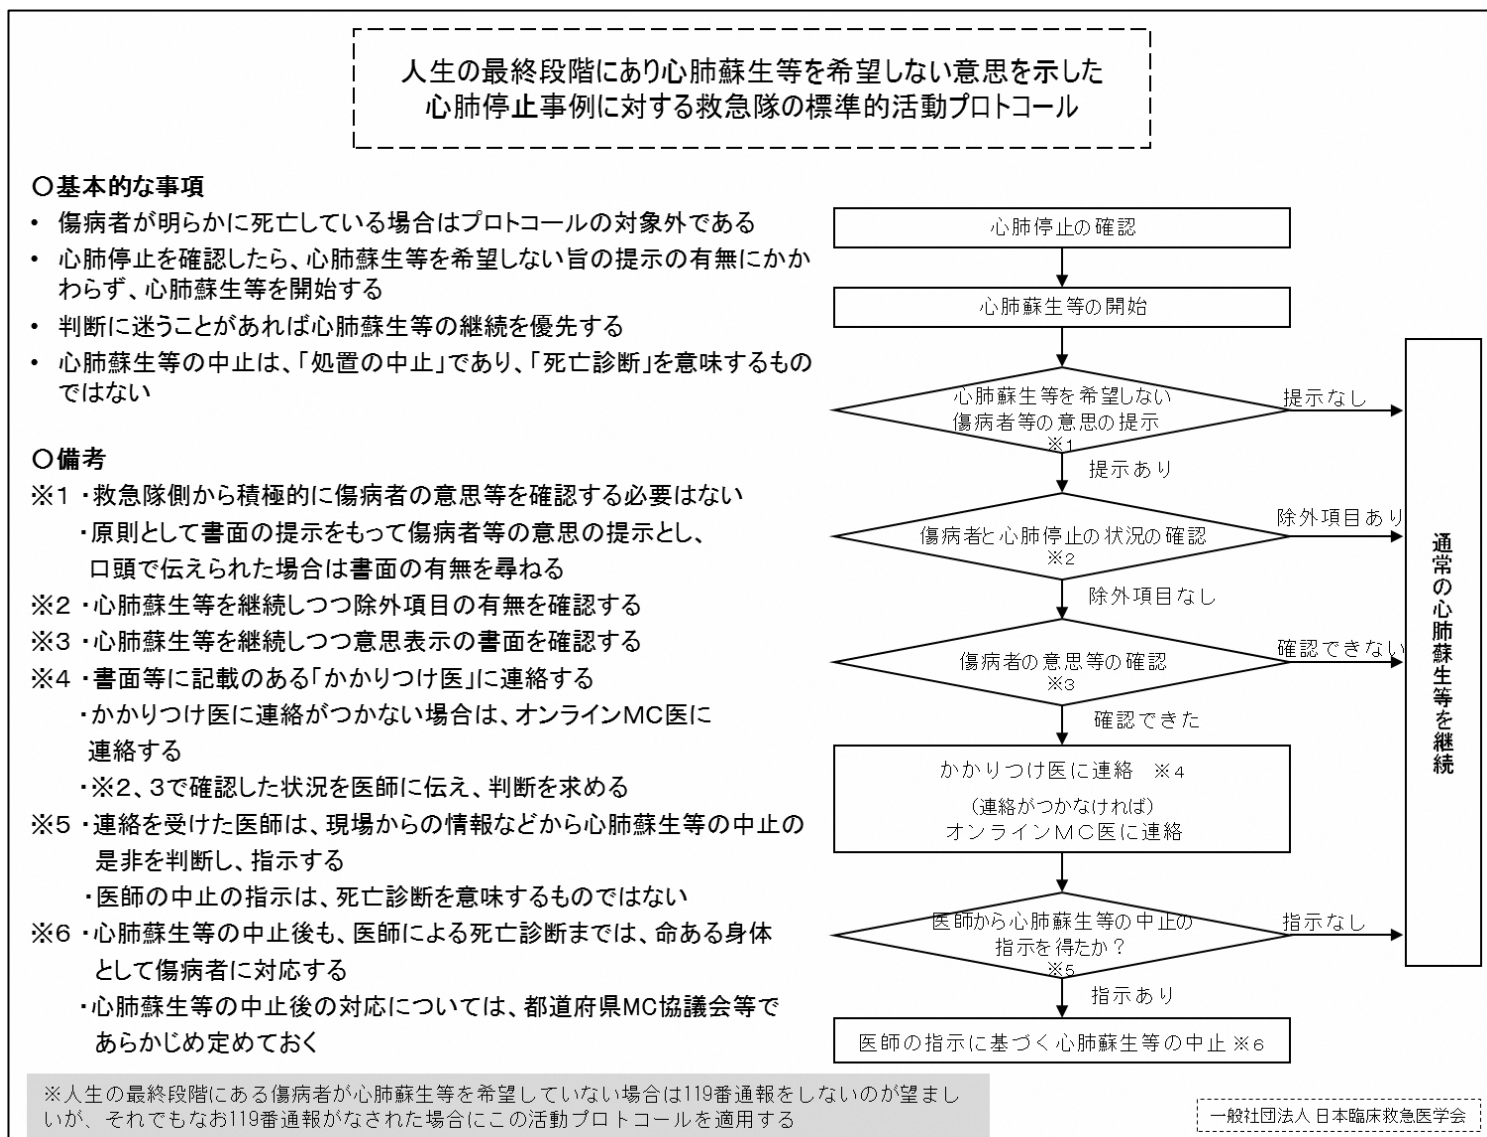 人生の最終段階にあり心肺蘇生等を希望しない意思を示した
心肺停止事例に対する救急隊の標準的活動プロトコール
○基本的な事項
• 傷病者が明らかに死亡している場合はプロトコールの対象外である
• 心肺停止を確認したら、心肺蘇生等を希望しない旨の提示の有無にかか
わらず、心肺蘇生等を開始する
• 判断に迷うことがあれば心肺蘇生等の継続を優先する
• 心肺蘇生等の中止は、「処置の中止」であり、「死亡診断」を意味するもの
ではない
○備考
※1 ・救急隊側から積極的に傷病者の意思等を確認する必要はない
・原則として書面の提示をもって傷病者等の意思の提示とし、
口頭で伝えられた場合は書面の有無を尋ねる
※2 ・心肺蘇生等を継続しつつ除外項目の有無を確認する
※3 ・心肺蘇生等を継続しつつ意思表示の書面を確認する
※4 ・書面等に記載のある「かかりつけ医」に連絡する
・かかりつけ医に連絡がつかない場合は、オンラインMC医に
連絡する
・※2、3で確認した状況を医師に伝え、判断を求める
※5 ・連絡を受けた医師は、現場からの情報などから心肺蘇生等の中止の
是非を判断し、指示する
・医師の中止の指示は、死亡診断を意味するものではない
※6 ・心肺蘇生等の中止後も、医師による死亡診断までは、命ある身体
として傷病者に対応する
・心肺蘇生等の中止後の対応については、都道府県MC協議会等で
あらかじめ定めておく
心肺停止の確認
心肺蘇生等の開始
心肺蘇生等を希望しない
傷病者等の意思の提示
※1
提示なし
提示あり
傷病者と心肺停止の状況の確認
※2
除外項目あり
除外項目なし
傷病者の意思等の確認
※3
確認できない
確認できた
かかりつけ医に連絡 ※4
(連絡がつかなければ)
オンラインMC医に連絡
医師から心肺蘇生等の中止の
指示を得たか?
※5
指示なし
指示あり
医師の指示に基づく心肺蘇生等の中止 ※6
通常の心肺蘇生等を継続
※人生の最終段階にある傷病者が心肺蘇生等を希望していない場合は119番通報をしないのが望まし
いが、それでもなお119番通報がなされた場合にこの活動プロトコールを適用する
一般社団法人 日本臨床救急医学会